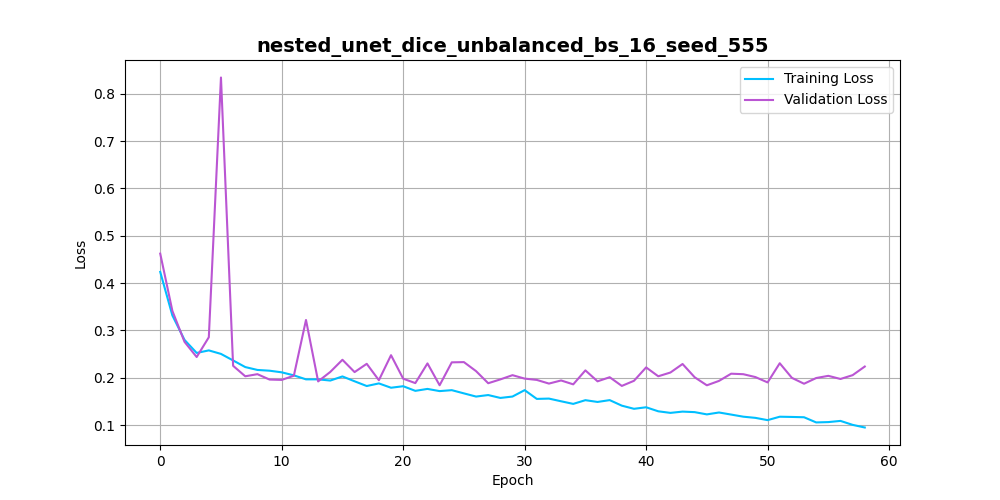 nested_unet_dice_unbalanced_bs_16_seed_555
Training Loss
Validation Loss
Loss
0.8
0.7
0.6
0.5
0.4
0.3
0.2
0.1
0 10 20 30 40 50 60
Epoch